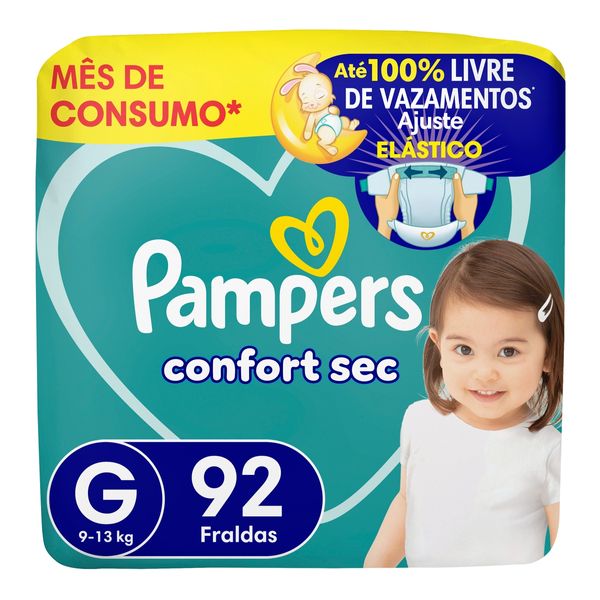 MÊS DE
CONSUMO*
Até 100% LIVRE
DE VAZAMENTOS*
Ajuste
ELÁSTICO
Pampers
confort sec
G
9-13 kg
92
Fraldas